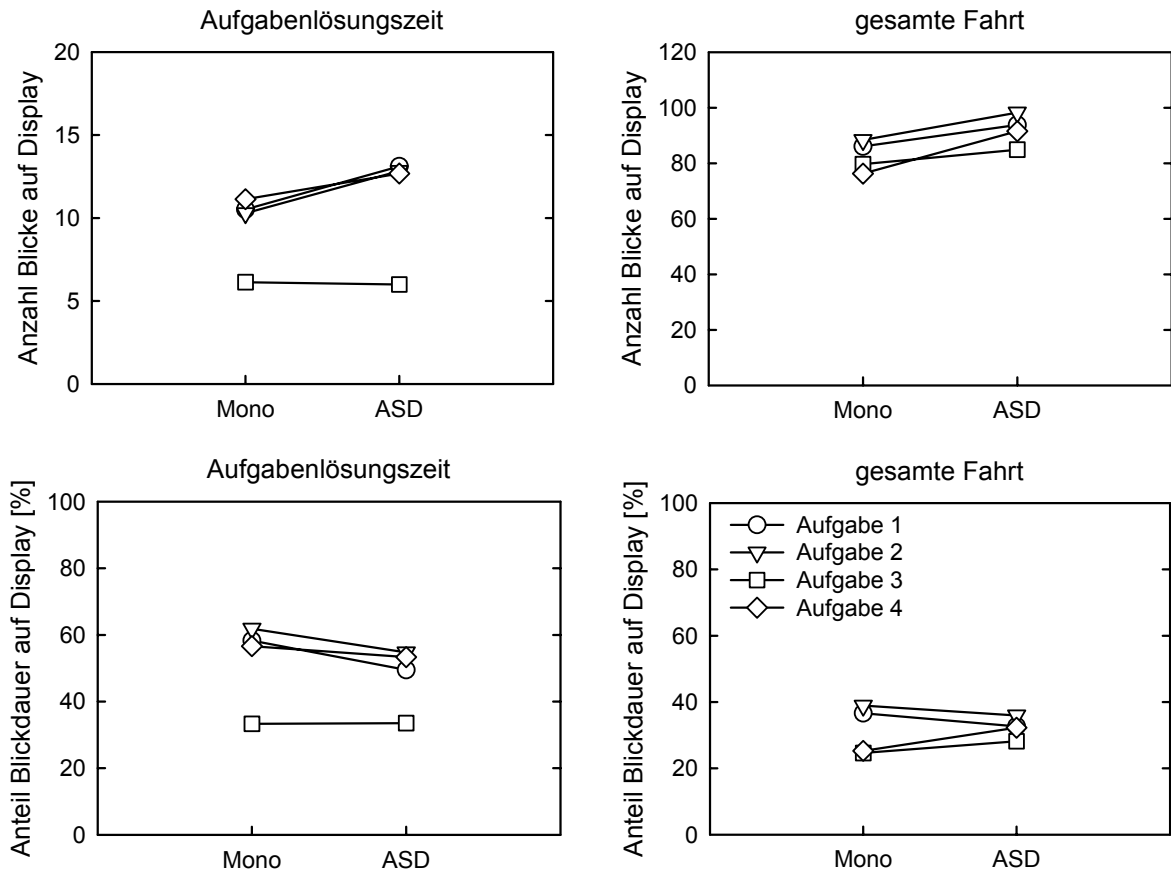 Aufgabenlösungszeit
Anzahl Blicke auf Display
20
15
10
5
0
Mono ASD
gesamte Fahrt
Anzahl Blicke auf Display
120
100
80
60
40
20
0
Mono ASD
Aufgabenlösungszeit
Anteil Blickdauer auf Display [%]
100
80
60
40
20
0
Mono ASD
gesamte Fahrt
Anteil Blickdauer auf Display [%]
100
80
60
40
20
0
Aufgabe 1
Aufgabe 2
Aufgabe 3
Aufgabe 4
Mono ASD